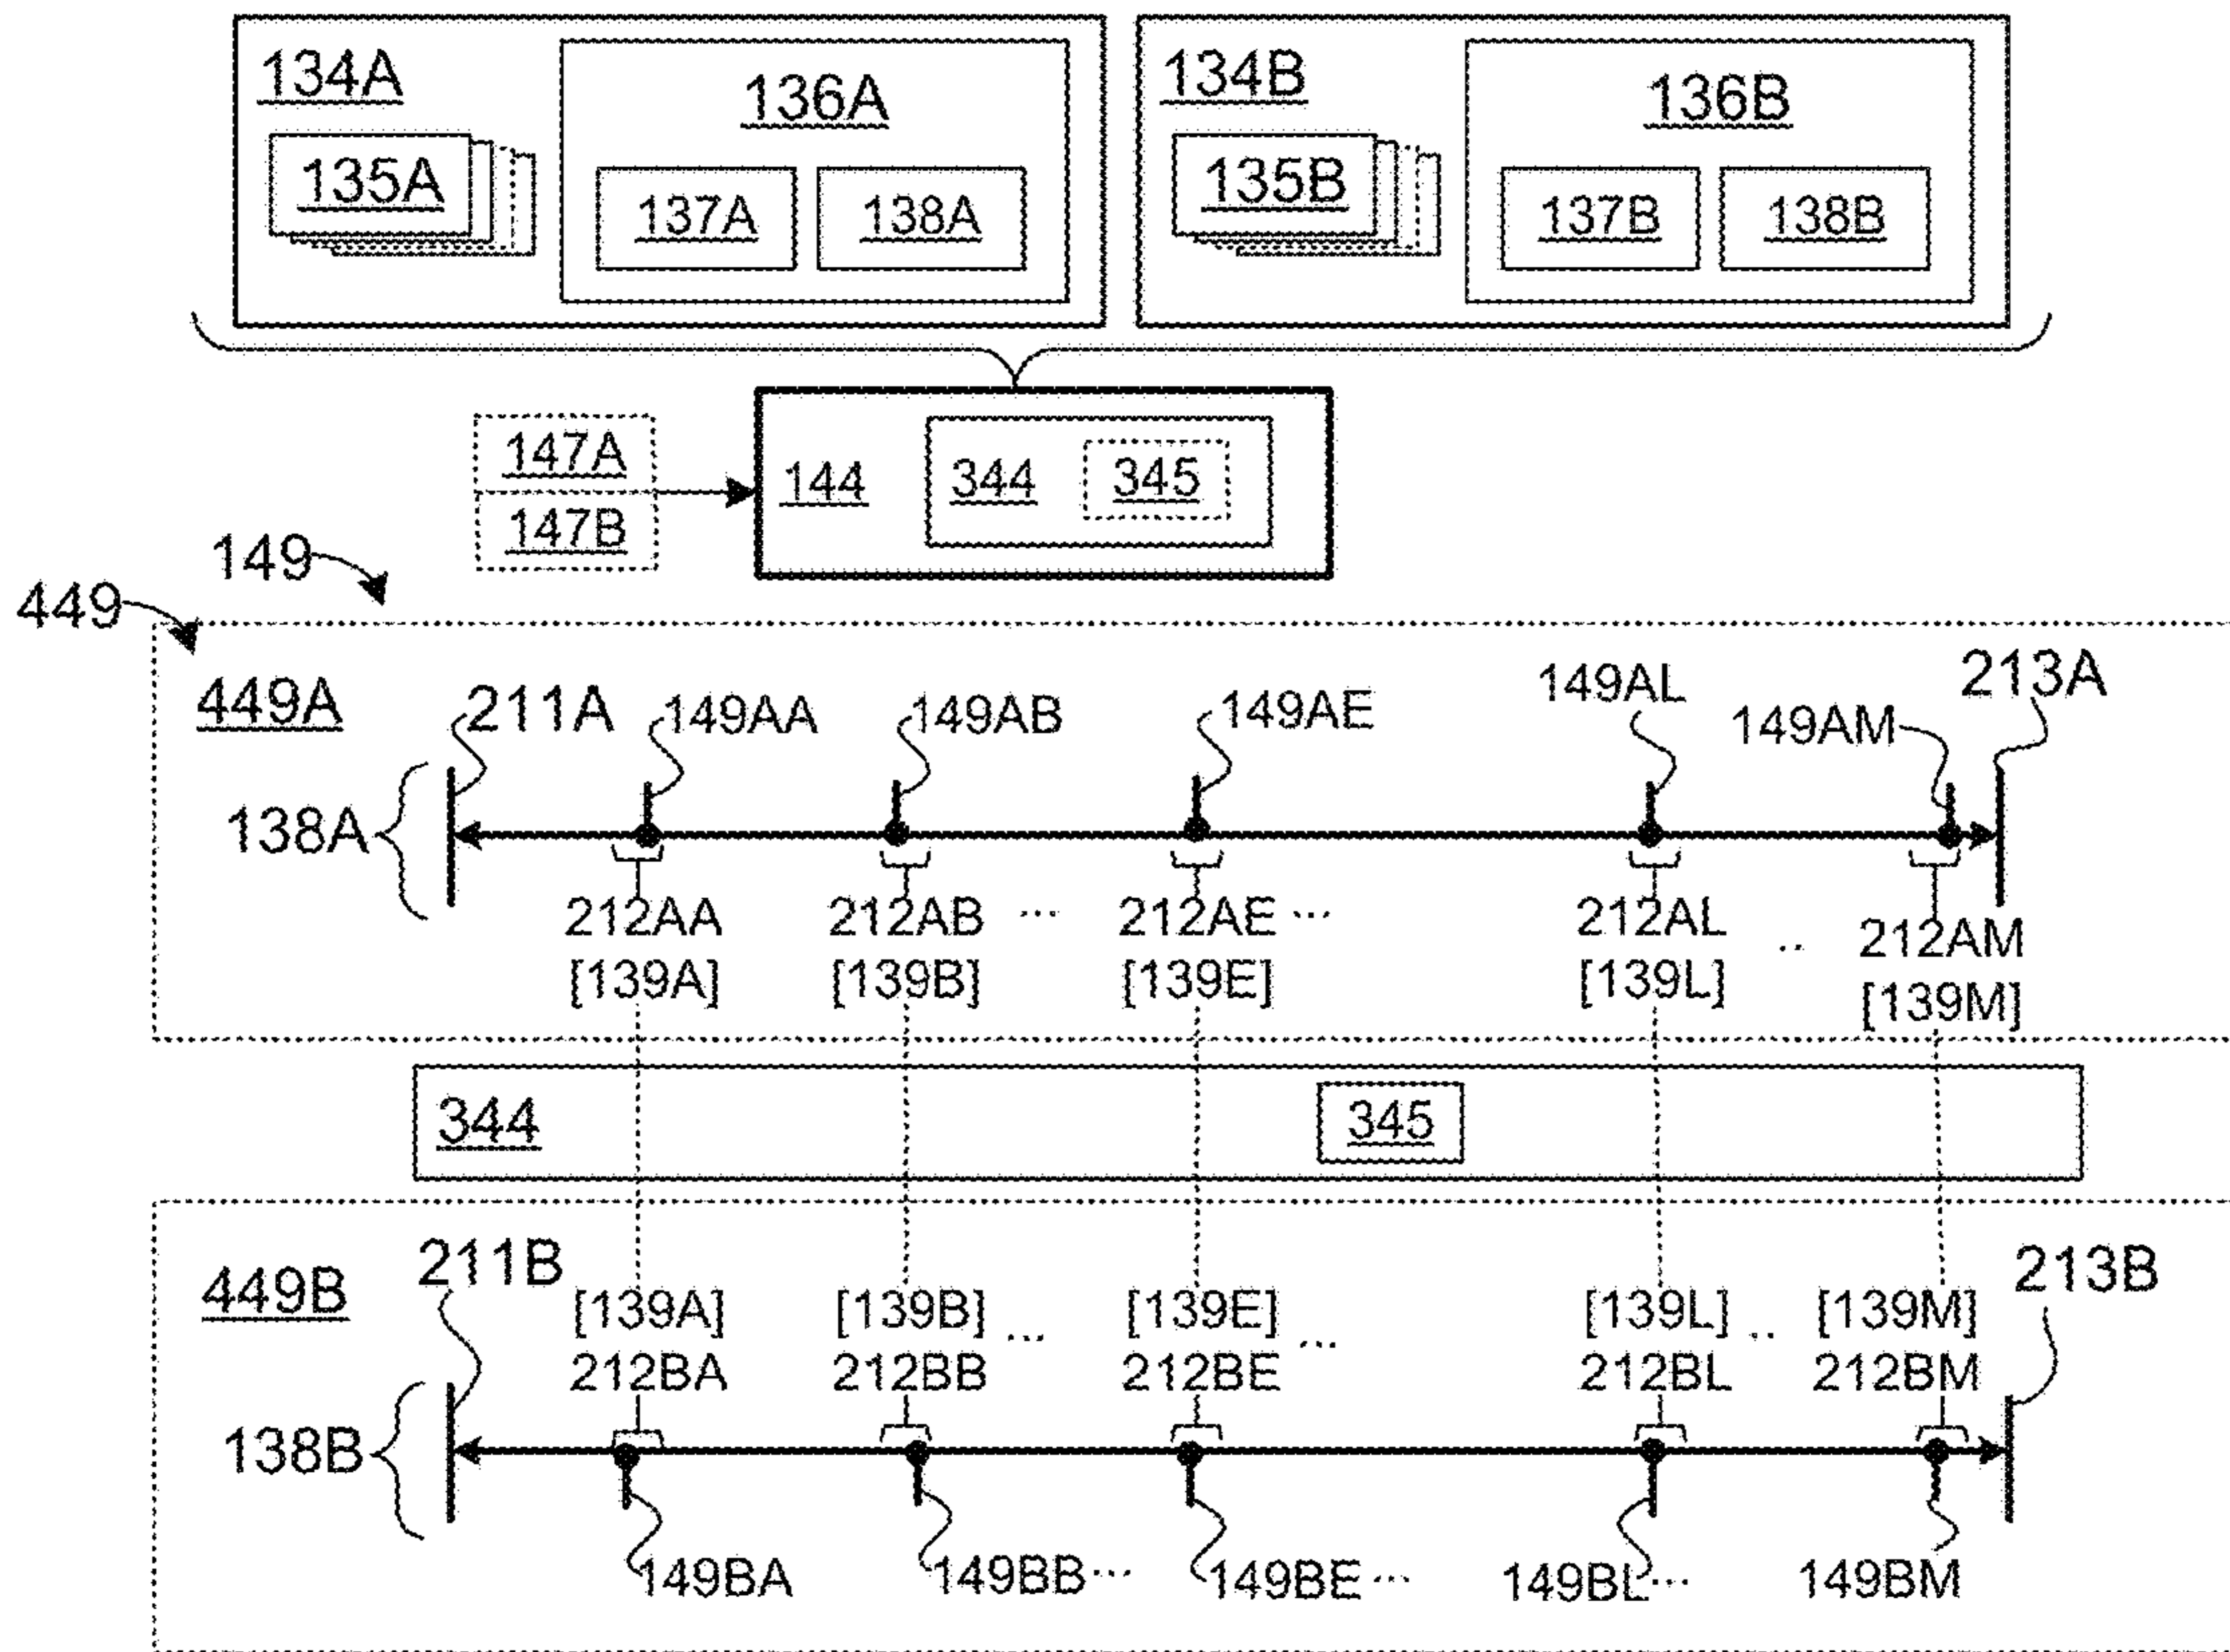 134A 136A 134B 136B
135A 137A 138A 135B 137B 138B
147A
144 344 345
147B
149
449
449A 211A 149AA 149AB 149AE 149AL 149AM 213A
138A
212AA 212AB ... 212AE ... 212AL .. 212AM
[139A] [139B] [139E] [139L] [139M]
344 345
449B 211B [139A] [139B] ... [139E] ... [139L] .. [139M] 213B
212BA 212BB 212BE 212BL 212BM
138B
149BA 149BB... 149BE... 149BL... 149BM